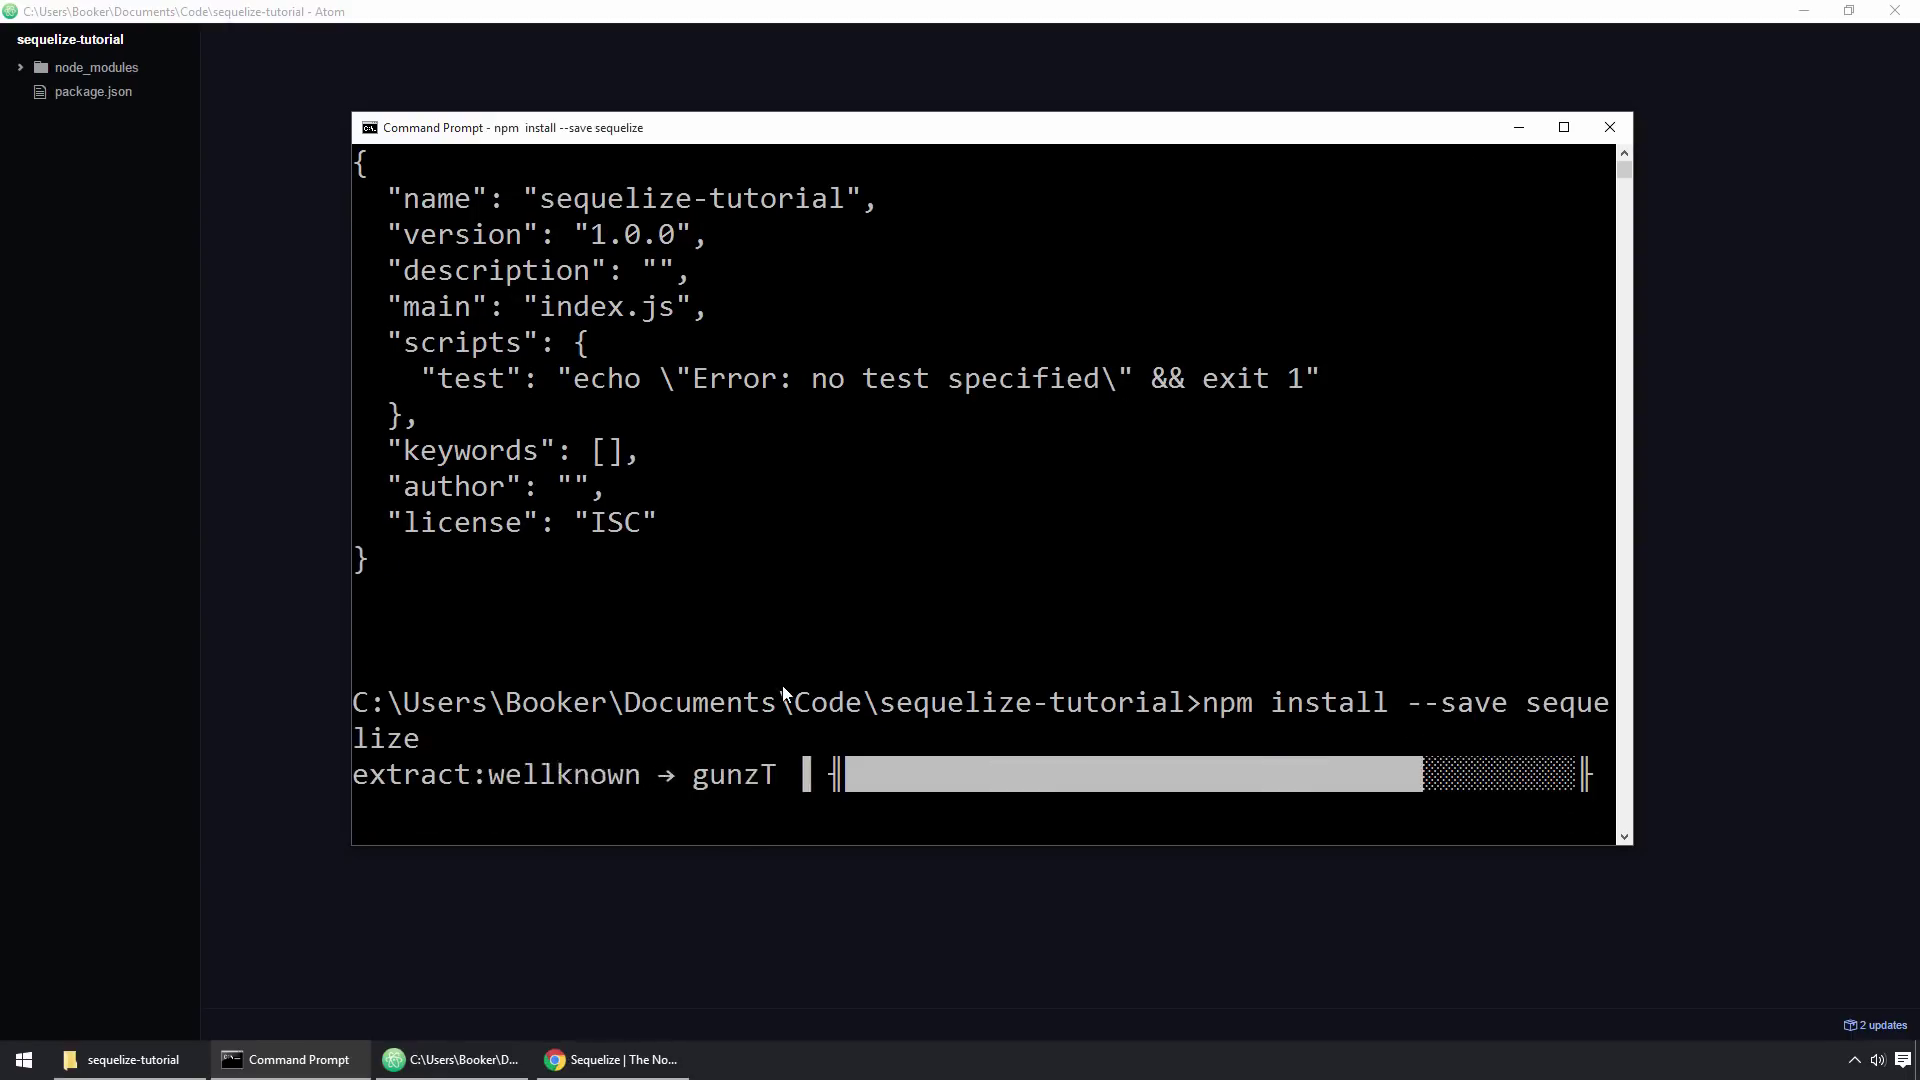 C:\Users\Booker\Documents\Code\sequelize-tutorial - Atom
sequelize-tutorial
node_modules
package.json
Command Prompt - npm  install --save sequelize
{
  "name": "sequelize-tutorial",
  "version": "1.0.0",
  "description": "",
  "main": "index.js",
  "scripts": {
    "test": "echo \"Error: no test specified\" && exit 1"
  },
  "keywords": [],
  "author": "",
  "license": "ISC"
}
C:\Users\Booker\Documents\Code\sequelize-tutorial>npm install --save seque
lize
extract:wellknown → gunzT
2 updates
sequelize-tutorial
Command Prompt
C:\Users\Booker\D...
Sequelize | The No...